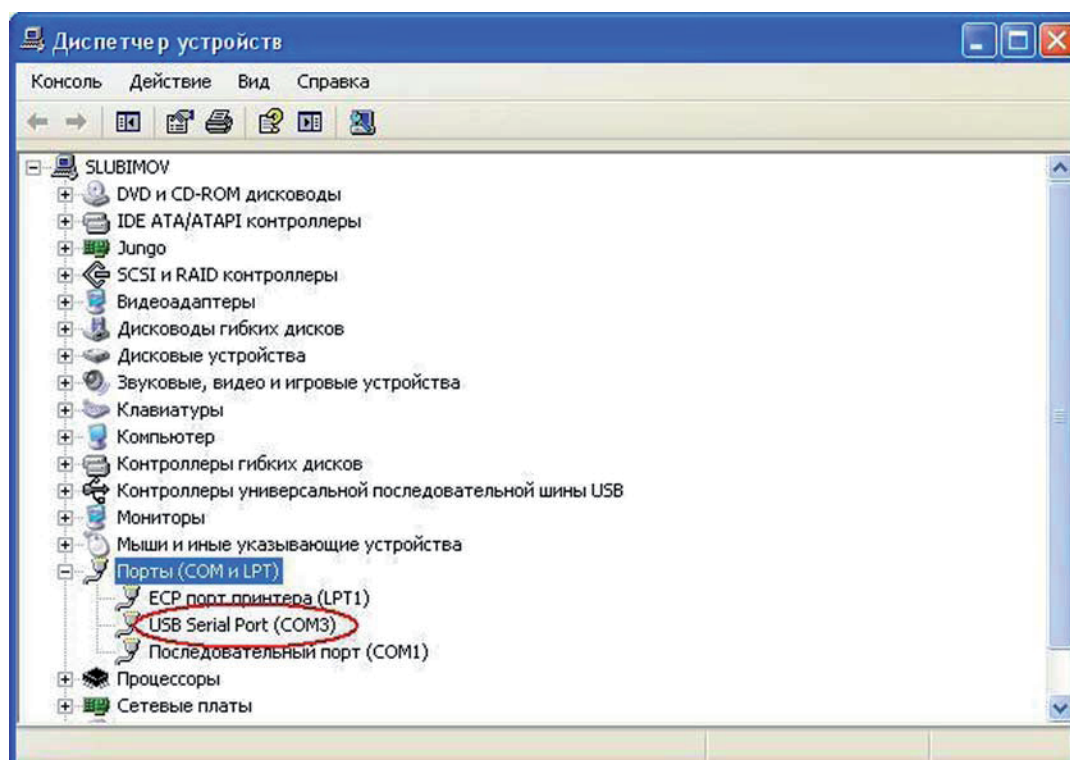 Диспетчер устройств
Консоль Действие Вид Справка
SLUBIMOV
DVD и CD-ROM дисководы
IDE ATA/ATAPI контроллеры
Jungo
SCSI и RAID контроллеры
Видеоадаптеры
Дисководы гибких дисков
Дисковые устройства
Звуковые, видео и игровые устройства
Клавиатуры
Компьютер
Контроллеры гибких дисков
Контроллеры универсальной последовательной шины USB
Мониторы
Мыши и иные указывающие устройства
Порты (COM и LPT)
ECP порт принтера (LPT1)
USB Serial Port (COM3)
Последовательный порт (COM1)
Процессоры
Сетевые платы